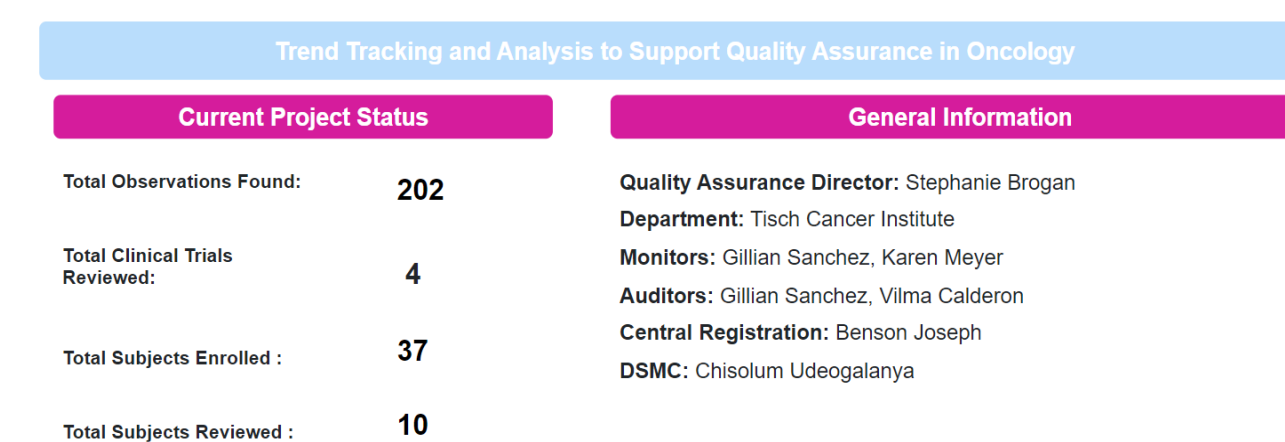 Trend Tracking and Analysis to Support Quality Assurance in Oncology
Current Project Status
Total Observations Found: 202
Total Clinical Trials
Reviewed: 4
Total Subjects Enrolled : 37
Total Subjects Reviewed : 10
General Information
Quality Assurance Director: Stephanie Brogan
Department: Tisch Cancer Institute
Monitors: Gillian Sanchez, Karen Meyer
Auditors: Gillian Sanchez, Vilma Calderon
Central Registration: Benson Joseph
DSMC: Chisolum Udeogalanya